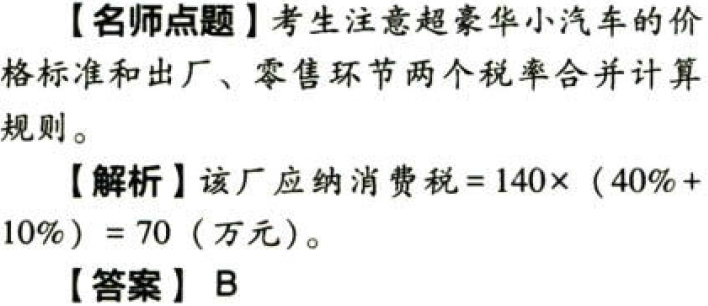 【名师点题】考生注意超豪华小汽车的价
格标准和出厂、零售环节两个税率合并计算
规则。
【解析】该厂应纳消费税=140×（40%+
10%）=70（万元）。
【答案】 B